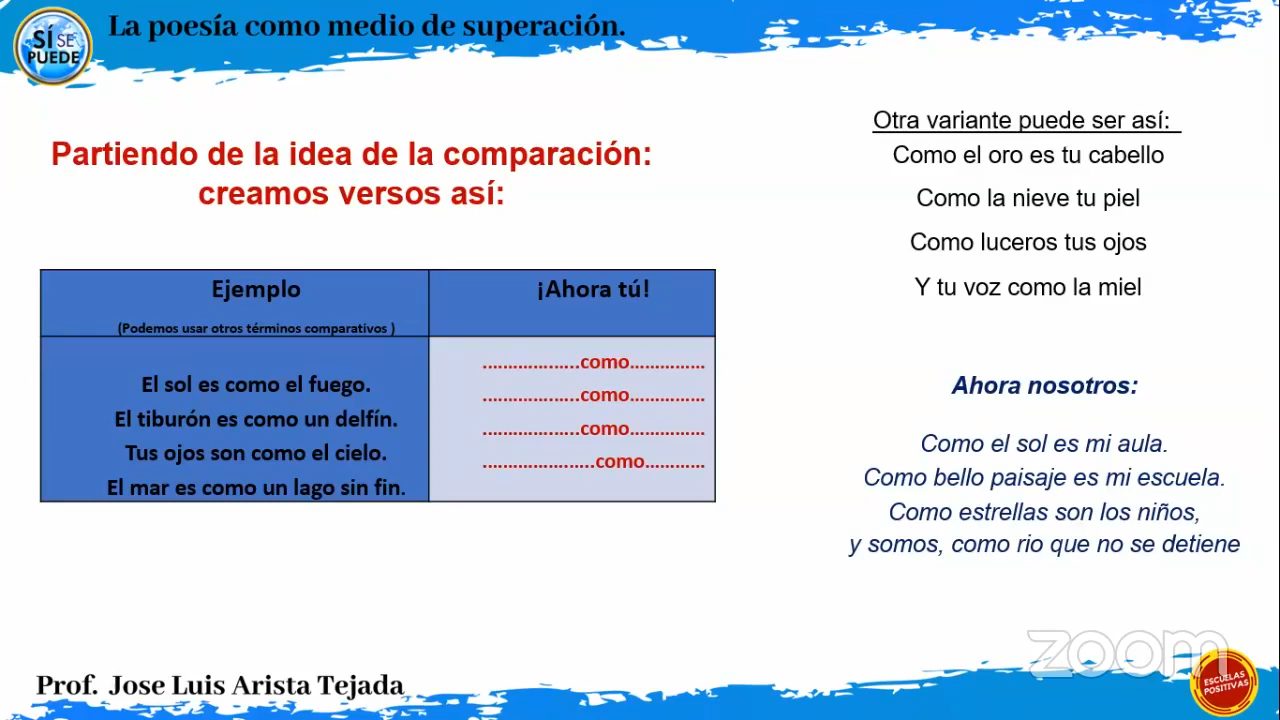 SÍ SE
PUEDE
La poesía como medio de superación.
Partiendo de la idea de la comparación:
creamos versos así:
Ejemplo
(Podemos usar otros términos comparativos )
El sol es como el fuego.
El tiburón es como un delfín.
Tus ojos son como el cielo.
El mar es como un lago sin fin.
¡Ahora tú!
...................como...............
...................como...............
...................como...............
......................como............
Otra variante puede ser así:
Como el oro es tu cabello
Como la nieve tu piel
Como luceros tus ojos
Y tu voz como la miel
Ahora nosotros:
Como el sol es mi aula.
Como bello paisaje es mi escuela.
Como estrellas son los niños,
y somos, como rio que no se detiene
Prof. Jose Luis Arista Tejada
zoom
ESCUELAS
POSITIVAS